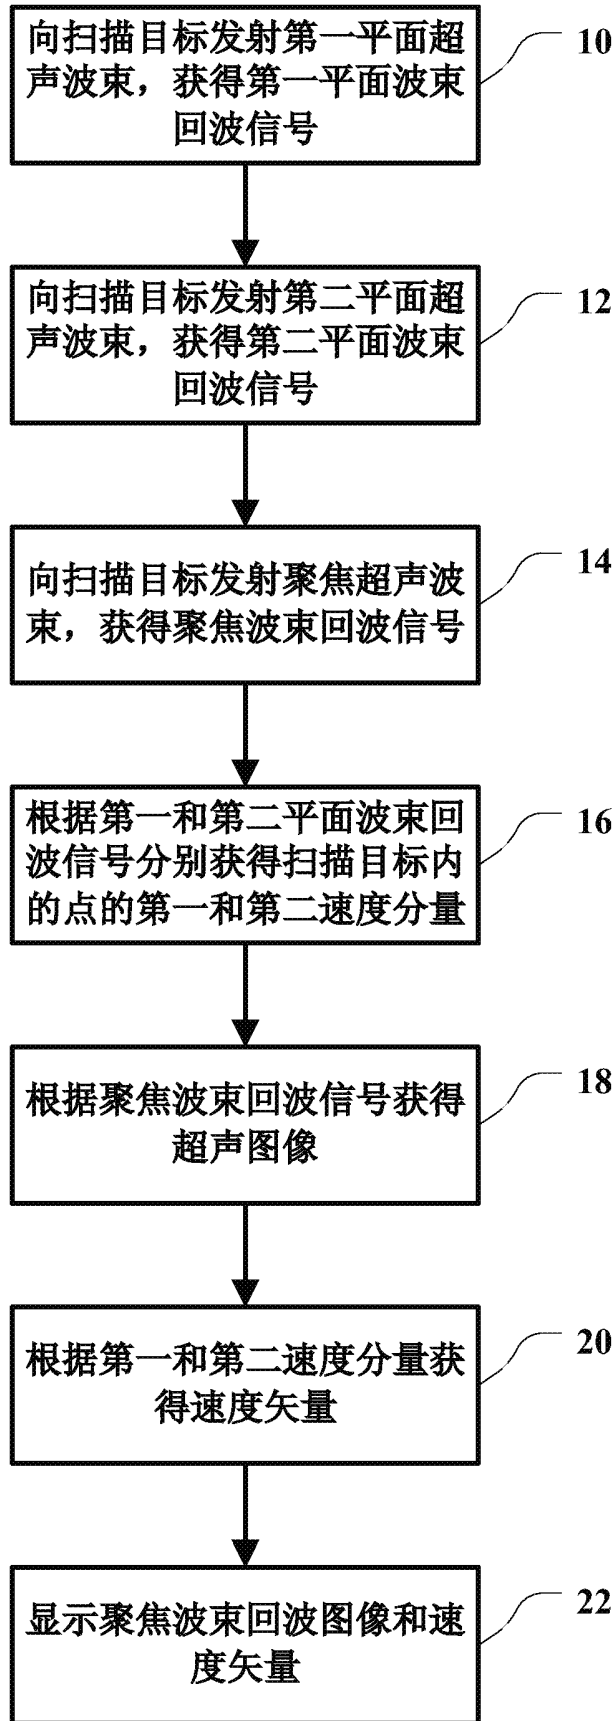 向扫描目标发射第一平面超
声波束，获得第一平面波束
回波信号
10
向扫描目标发射第二平面超
声波束，获得第二平面波束
回波信号
12
向扫描目标发射聚焦超声波
束，获得聚焦波束回波信号
14
根据第一和第二平面波束回
波信号分别获得扫描目标内
的点的第一和第二速度分量
16
根据聚焦波束回波信号获得
超声图像
18
根据第一和第二速度分量获
得速度矢量
20
显示聚焦波束回波图像和速
度矢量
22